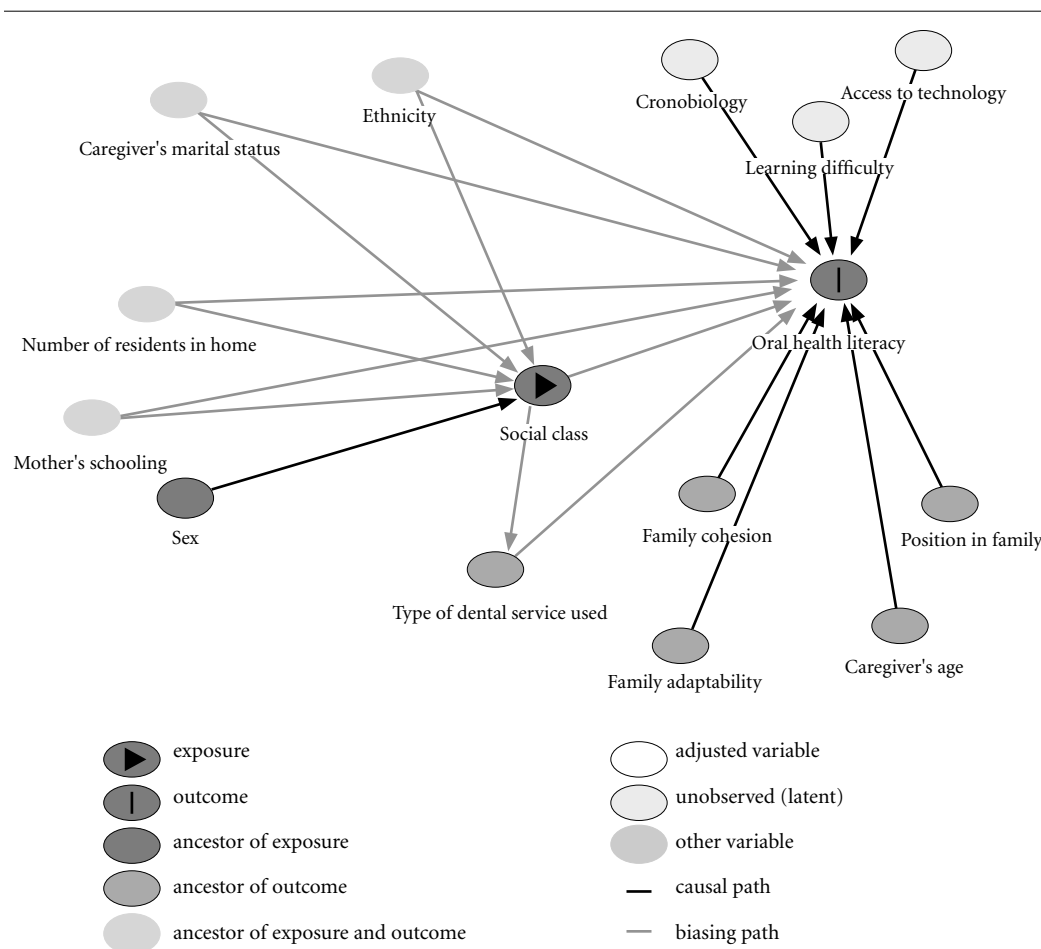 Cronobiology
Access to technology
Ethnicity
Caregiver's marital status
Learning difficulty
Number of residents in home
Oral health literacy
Social class
Mother's schooling
Sex
Family cohesion
Position in family
Type of dental service used
Caregiver's age
Family adaptability
exposure
outcome
ancestor of exposure
ancestor of outcome
ancestor of exposure and outcome
adjusted variable
unobserved (latent)
other variable
causal path
biasing path